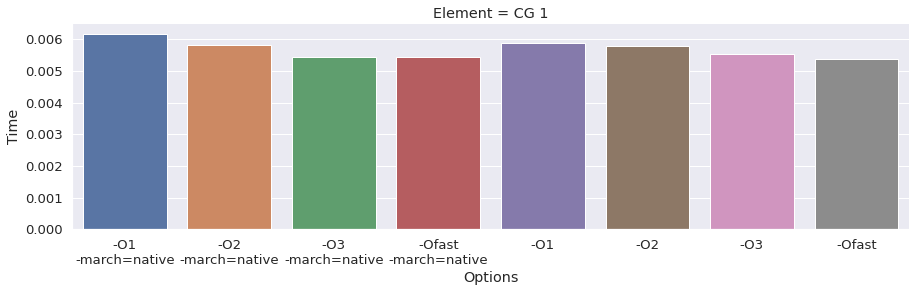 Element = CG 1
Time
0.006
0.005
0.004
0.003
0.002
0.001
0.000
-O1
-march=native
-O2
-march=native
-O3
-march=native
-Ofast
-march=native
-O1
-O2
-O3
-Ofast
Options